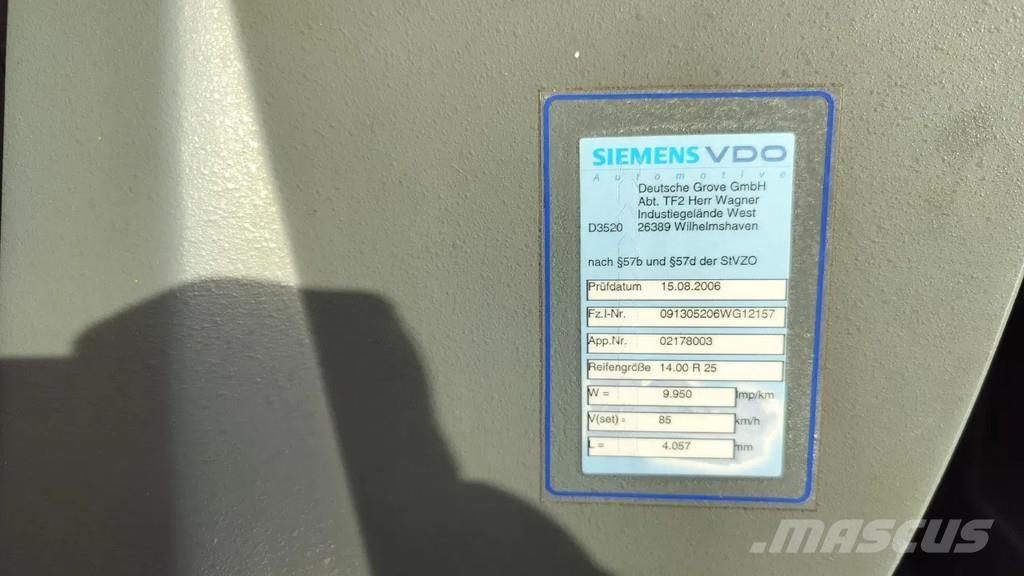 SIEMENS VDO
Automotive
Deutsche Grove GmbH
Abt. TF2 Herr Wagner
Industiegelände West
D3520 26389 Wilhelmshaven
nach §57b und §57d der StVZO
Prüfdatum 15.08.2006
Fz.I-Nr. 091305206WG12157
App.Nr. 02178003
Reifengröße 14.00 R 25
W = 9.950 Imp/km
V(set) = 85 km/h
L = 4.057 mm
.MASCUS